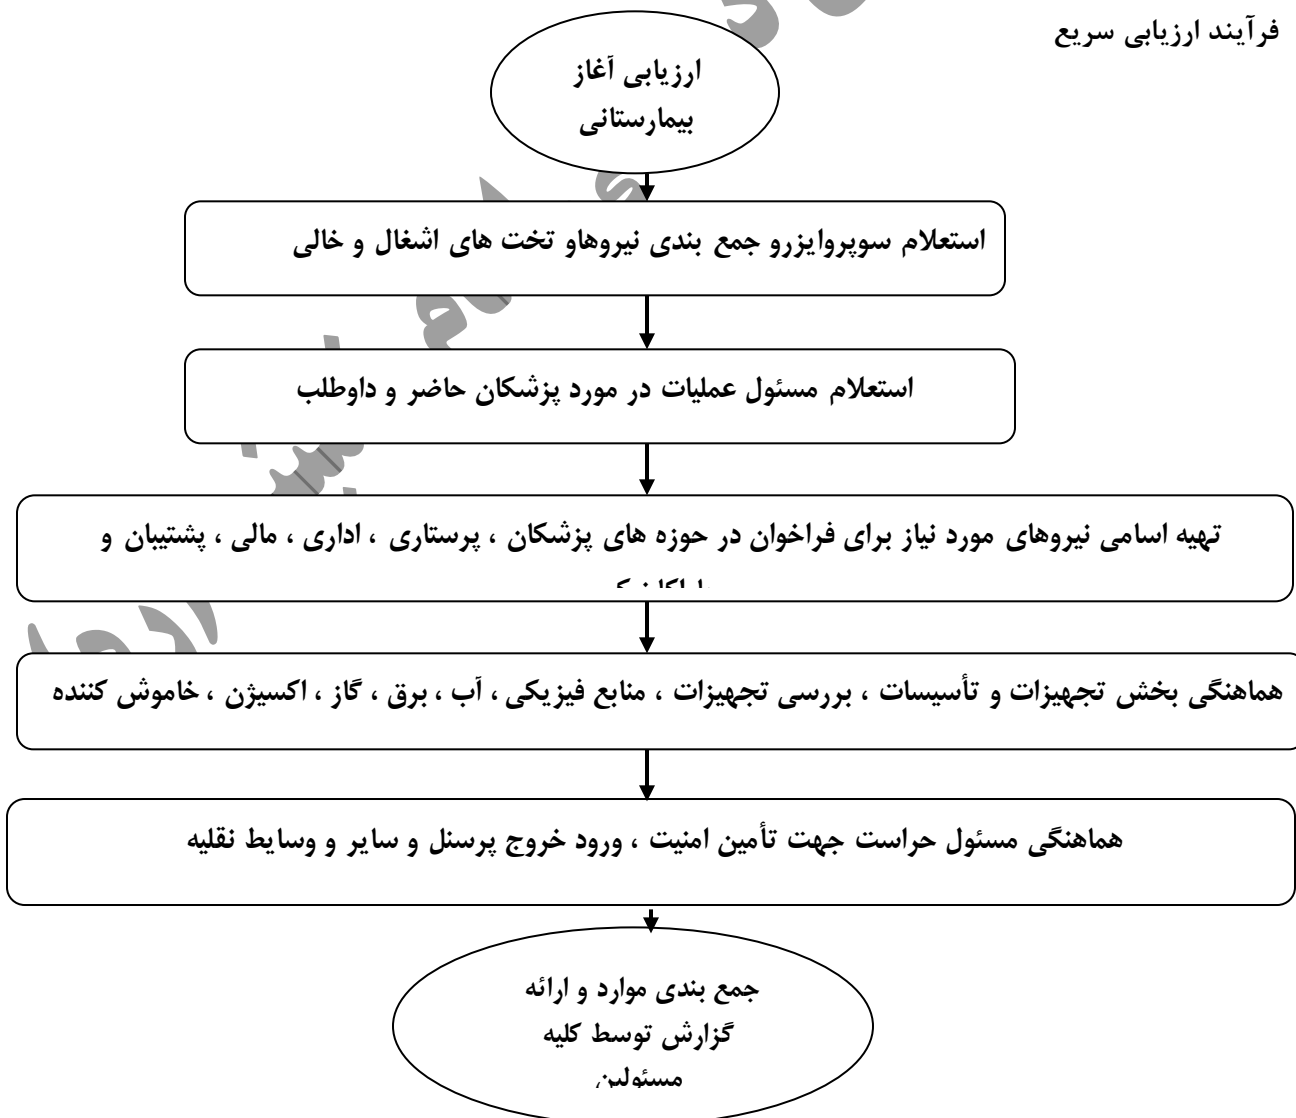 فرآیند ارزیابی سریع
ارزیابی آغاز
بیمارستانی
استعلام سوپروایزرو جمع بندی نیروهاو تخت های اشغال و خالی
استعلام مسئول عملیات در مورد پزشکان حاضر و داوطلب
تهیه اسامی نیروهای مورد نیاز برای فراخوان در حوزه های پزشکان ، پرستاری ، اداری ، مالی ، پشتیبان و
هماهنگی بخش تجهیزات و تأسیسات ، بررسی تجهیزات ، منابع فیزیکی ، آب ، برق ، گاز ، اکسیژن ، خاموش کننده
هماهنگی مسئول حراست جهت تأمین امنیت ، ورود خروج پرسنل و سایر و وسایط نقلیه
جمع بندی موارد و ارائه
گزارش توسط کلیه
مسئولین